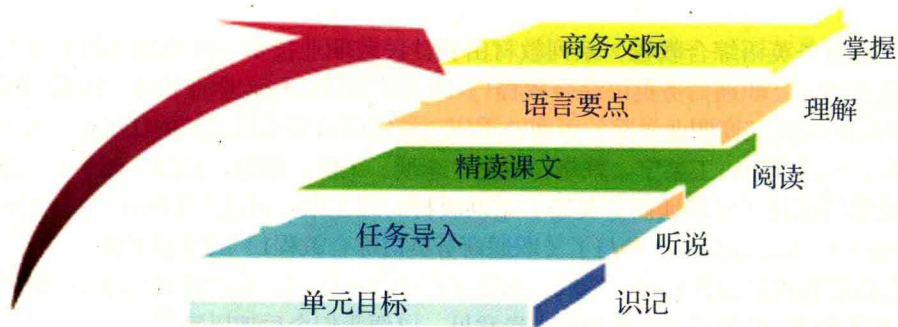 商务交际 掌握
语言要点 理解
精读课文 阅读
任务导入 听说
单元目标 识记